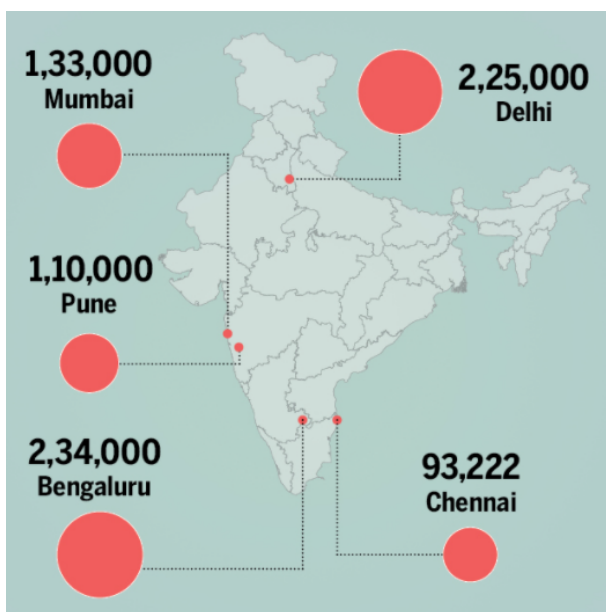 1,33,000
Mumbai
2,25,000
Delhi
1,10,000
Pune
2,34,000
Bengaluru
93,222
Chennai